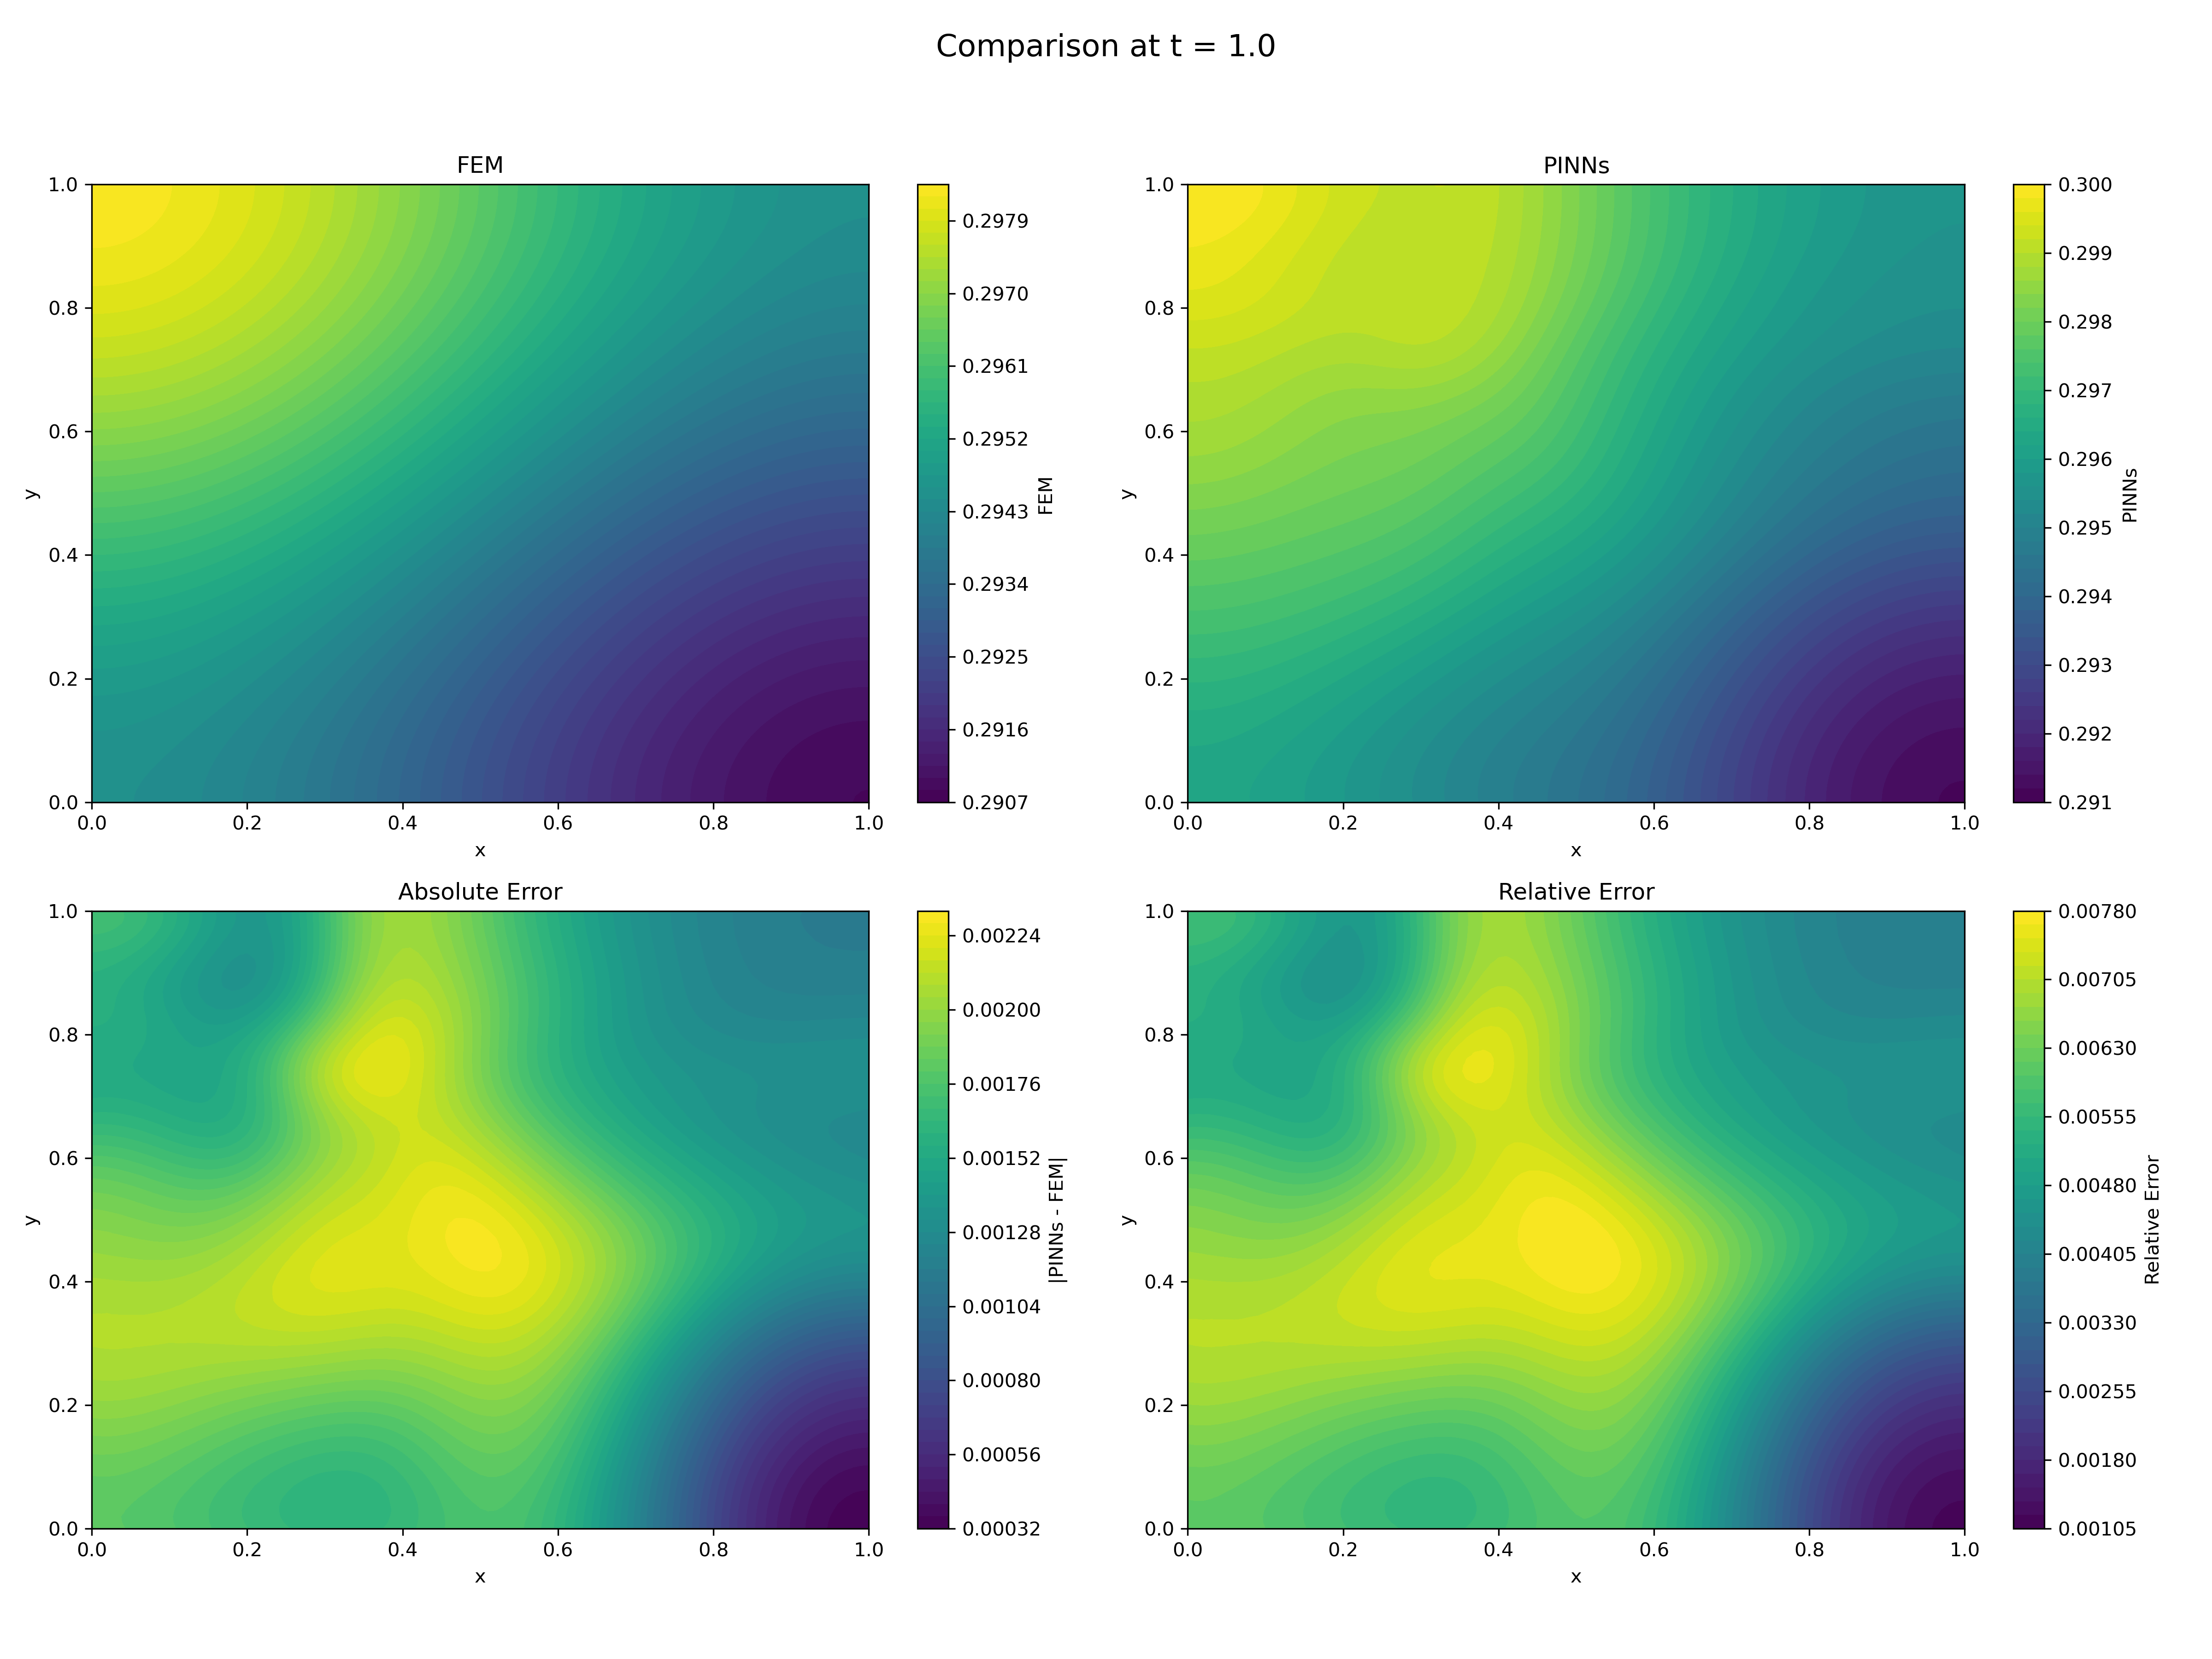 Comparison at t = 1.0
FEM
1.0
0.8
0.6
0.4
0.2
0.0
y
0.0 0.2 0.4 0.6 0.8 1.0
x
0.2979
0.2970
0.2961
0.2952
0.2943
0.2934
0.2925
0.2916
0.2907
FEM
PINNs
1.0
0.8
0.6
0.4
0.2
0.0
y
0.0 0.2 0.4 0.6 0.8 1.0
x
0.300
0.299
0.298
0.297
0.296
0.295
0.294
0.293
0.292
0.291
PINNs
Absolute Error
1.0
0.8
0.6
0.4
0.2
0.0
y
0.0 0.2 0.4 0.6 0.8 1.0
x
0.00224
0.00200
0.00176
0.00152
0.00128
0.00104
0.00080
0.00056
0.00032
|PINNs - FEM|
Relative Error
1.0
0.8
0.6
0.4
0.2
0.0
y
0.0 0.2 0.4 0.6 0.8 1.0
x
0.00780
0.00705
0.00630
0.00555
0.00480
0.00405
0.00330
0.00255
0.00180
0.00105
Relative Error